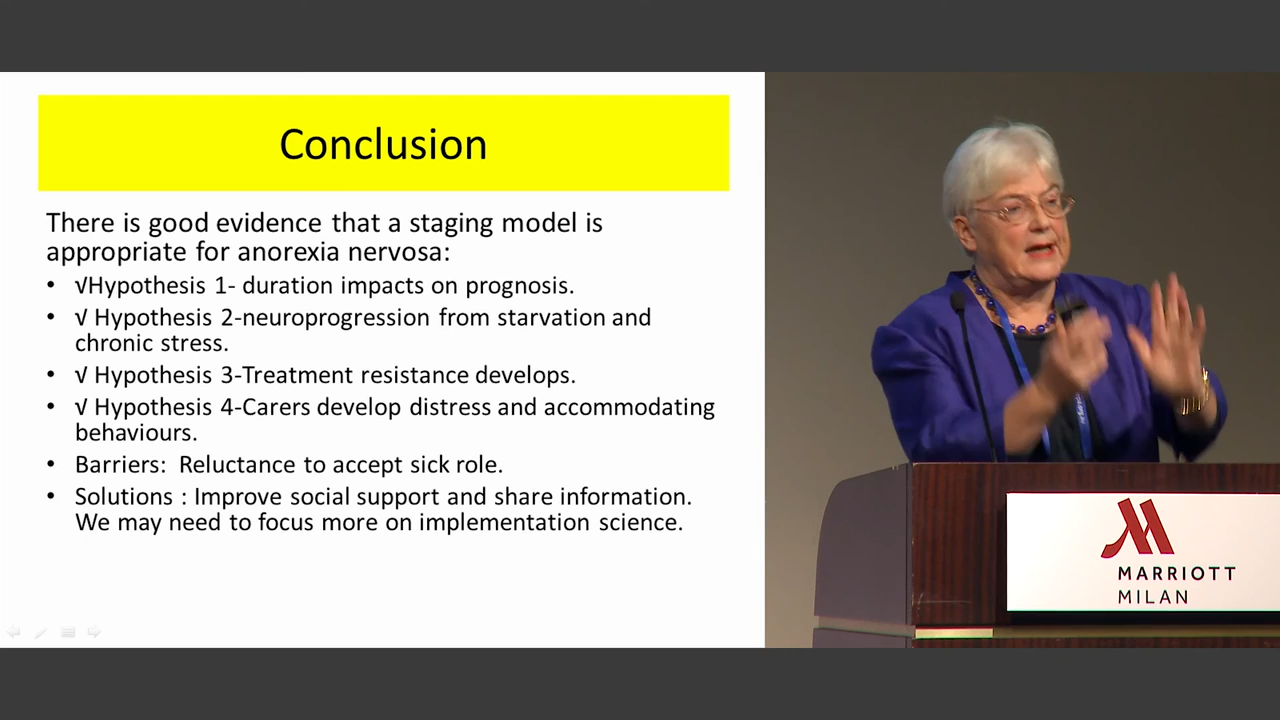 Conclusion
There is good evidence that a staging model is
appropriate for anorexia nervosa:
• √Hypothesis 1- duration impacts on prognosis.
• √ Hypothesis 2-neuroprogression from starvation and
chronic stress.
• √ Hypothesis 3-Treatment resistance develops.
• √ Hypothesis 4-Carers develop distress and accommodating
behaviours.
• Barriers: Reluctance to accept sick role.
• Solutions : Improve social support and share information.
We may need to focus more on implementation science.
MARRIOTT
MILAN